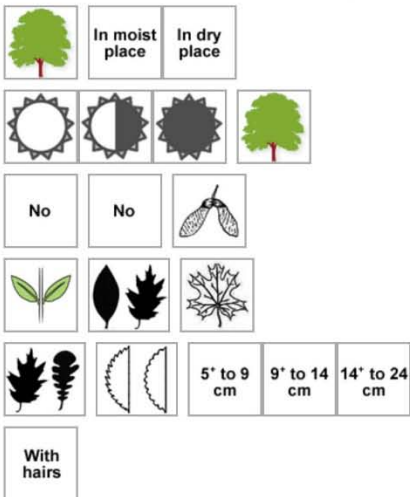 In moist place
In dry place
No
No
5⁺ to 9 cm
9⁺ to 14 cm
14⁺ to 24 cm
With hairs